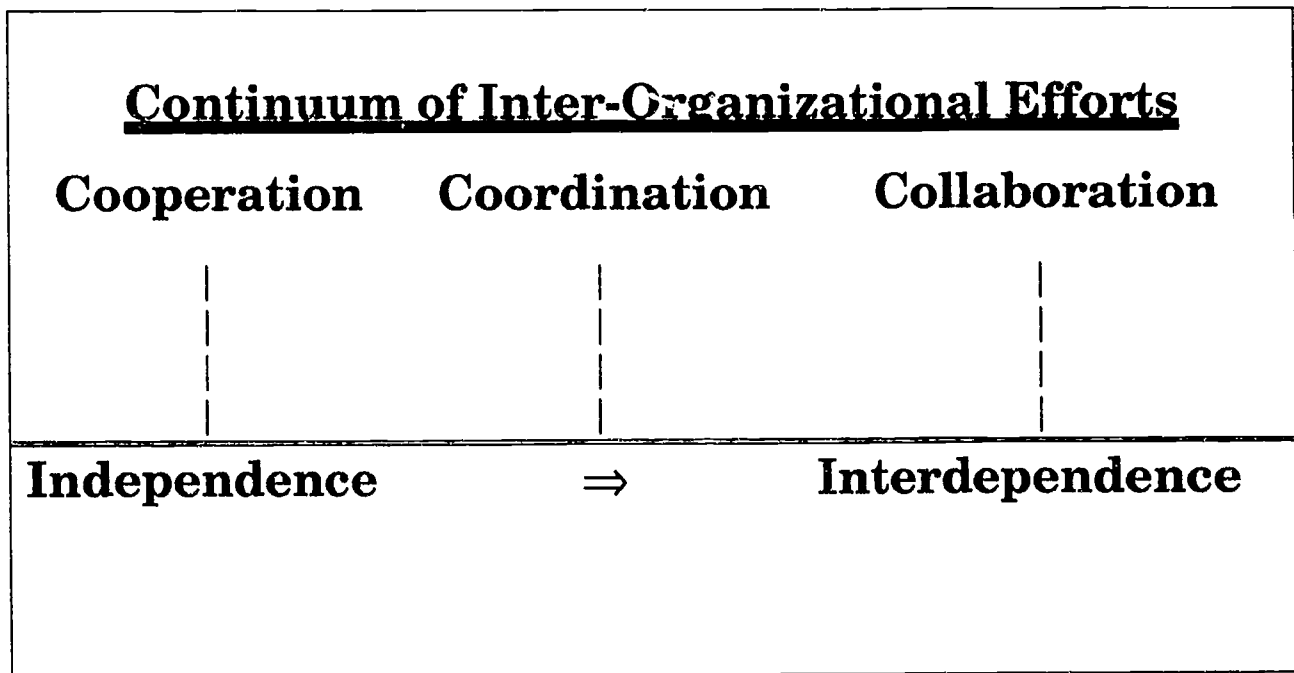 Continuum of Inter-Organizational Efforts
Cooperation Coordination Collaboration
Independence ⇒ Interdependence